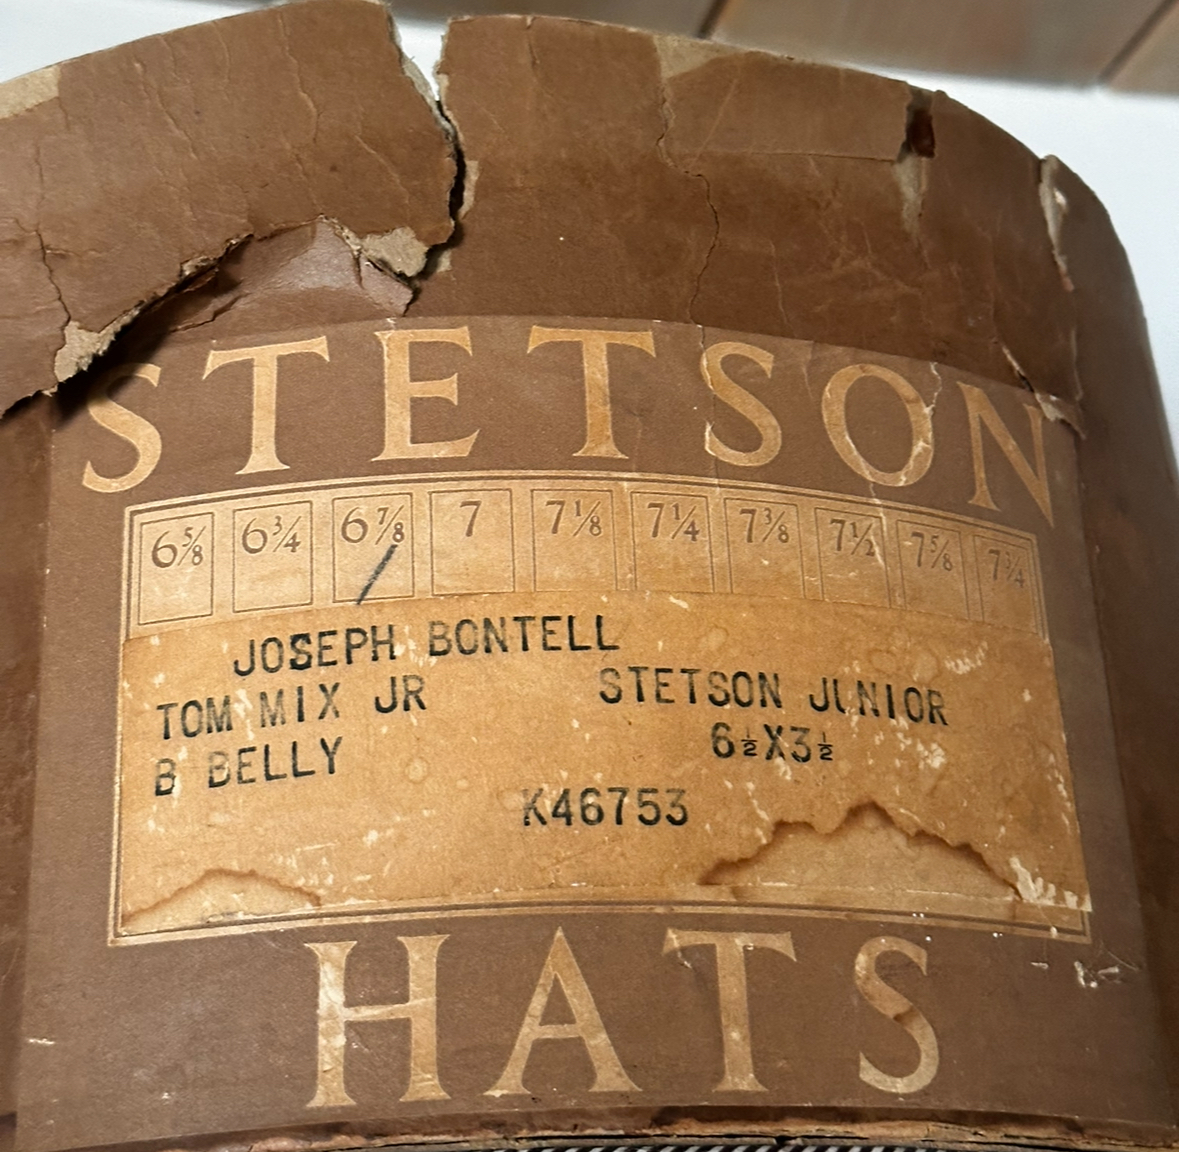 STETSON
6⅝ 6¾ 6⅞ 7 7⅛ 7¼ 7⅜ 7½ 7⅝ 7¾
JOSEPH BONTELL
TOM MIX JR STETSON JUNIOR
B BELLY 6½X3½
K46753
HATS